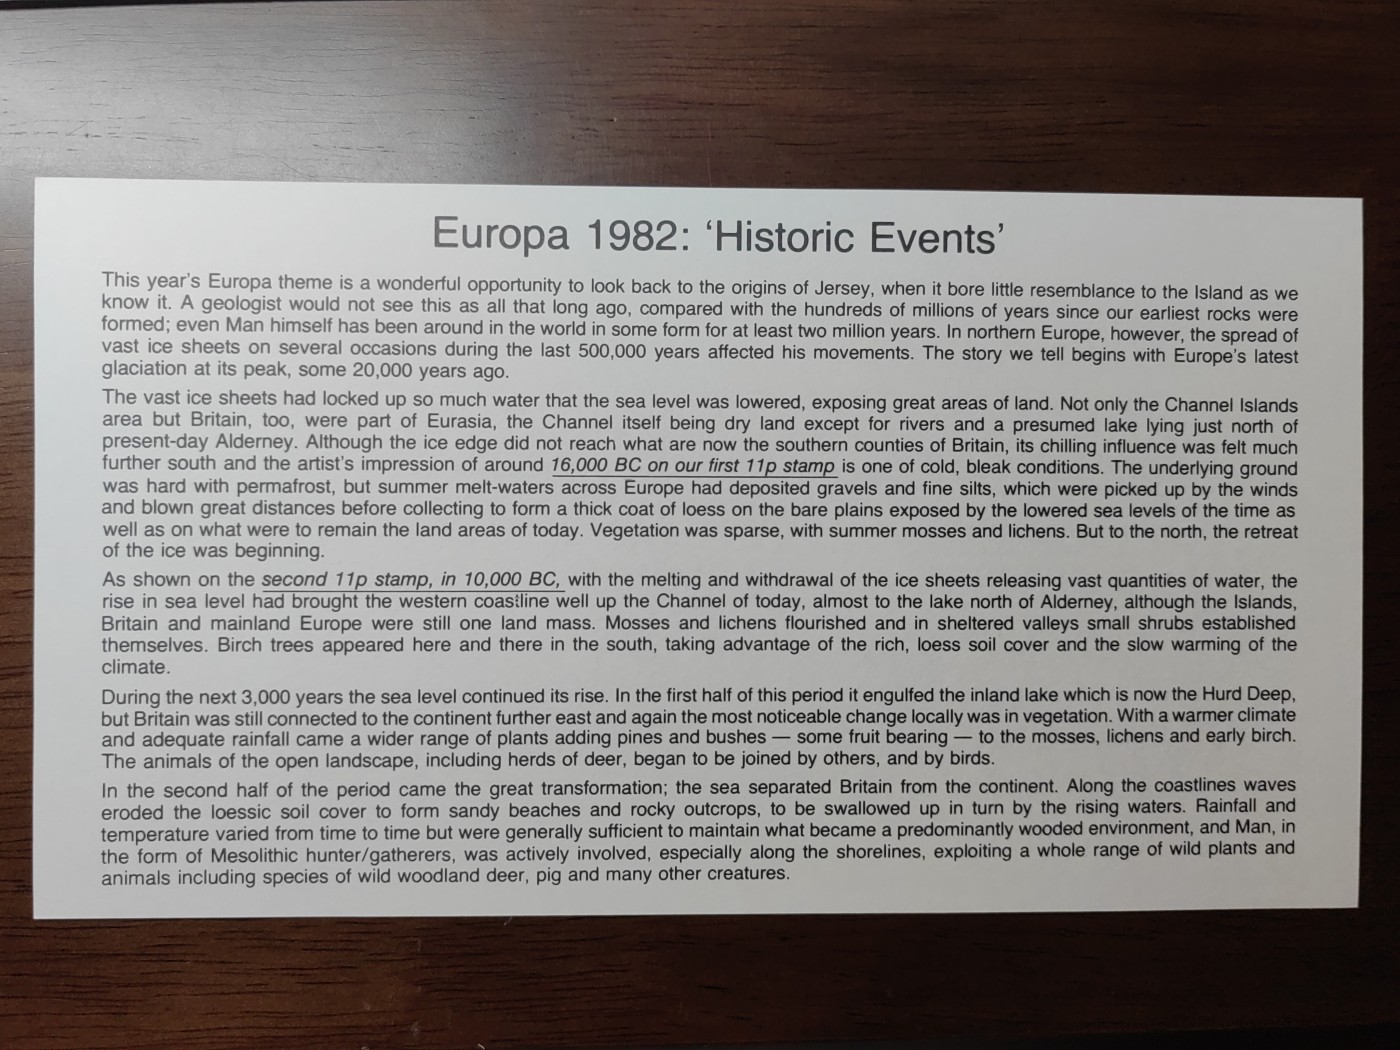 Europa 1982: ‘Historic Events’
This year’s Europa theme is a wonderful opportunity to look back to the origins of Jersey, when it bore little resemblance to the Island as we
know it. A geologist would not see this as all that long ago, compared with the hundreds of millions of years since our earliest rocks were
formed; even Man himself has been around in the world in some form for at least two million years. In northern Europe, however, the spread of
vast ice sheets on several occasions during the last 500,000 years affected his movements. The story we tell begins with Europe’s latest
glaciation at its peak, some 20,000 years ago.
The vast ice sheets had locked up so much water that the sea level was lowered, exposing great areas of land. Not only the Channel Islands
area but Britain, too, were part of Eurasia, the Channel itself being dry land except for rivers and a presumed lake lying just north of
present-day Alderney. Although the ice edge did not reach what are now the southern counties of Britain, its chilling influence was felt much
further south and the artist’s impression of around 16,000 BC on our first 11p stamp is one of cold, bleak conditions. The underlying ground
was hard with permafrost, but summer melt-waters across Europe had deposited gravels and fine silts, which were picked up by the winds
and blown great distances before collecting to form a thick coat of loess on the bare plains exposed by the lowered sea levels of the time as
well as on what were to remain the land areas of today. Vegetation was sparse, with summer mosses and lichens. But to the north, the retreat
of the ice was beginning.
As shown on the second 11p stamp, in 10,000 BC, with the melting and withdrawal of the ice sheets releasing vast quantities of water, the
rise in sea level had brought the western coastline well up the Channel of today, almost to the lake north of Alderney, although the Islands,
Britain and mainland Europe were still one land mass. Mosses and lichens flourished and in sheltered valleys small shrubs established
themselves. Birch trees appeared here and there in the south, taking advantage of the rich, loess soil cover and the slow warming of the
climate.
During the next 3,000 years the sea level continued its rise. In the first half of this period it engulfed the inland lake which is now the Hurd Deep,
but Britain was still connected to the continent further east and again the most noticeable change locally was in vegetation. With a warmer climate
and adequate rainfall came a wider range of plants adding pines and bushes — some fruit bearing — to the mosses, lichens and early birch.
The animals of the open landscape, including herds of deer, began to be joined by others, and by birds.
In the second half of the period came the great transformation; the sea separated Britain from the continent. Along the coastlines waves
eroded the loessic soil cover to form sandy beaches and rocky outcrops, to be swallowed up in turn by the rising waters. Rainfall and
temperature varied from time to time but were generally sufficient to maintain what became a predominantly wooded environment, and Man, in
the form of Mesolithic hunter/gatherers, was actively involved, especially along the shorelines, exploiting a whole range of wild plants and
animals including species of wild woodland deer, pig and many other creatures.